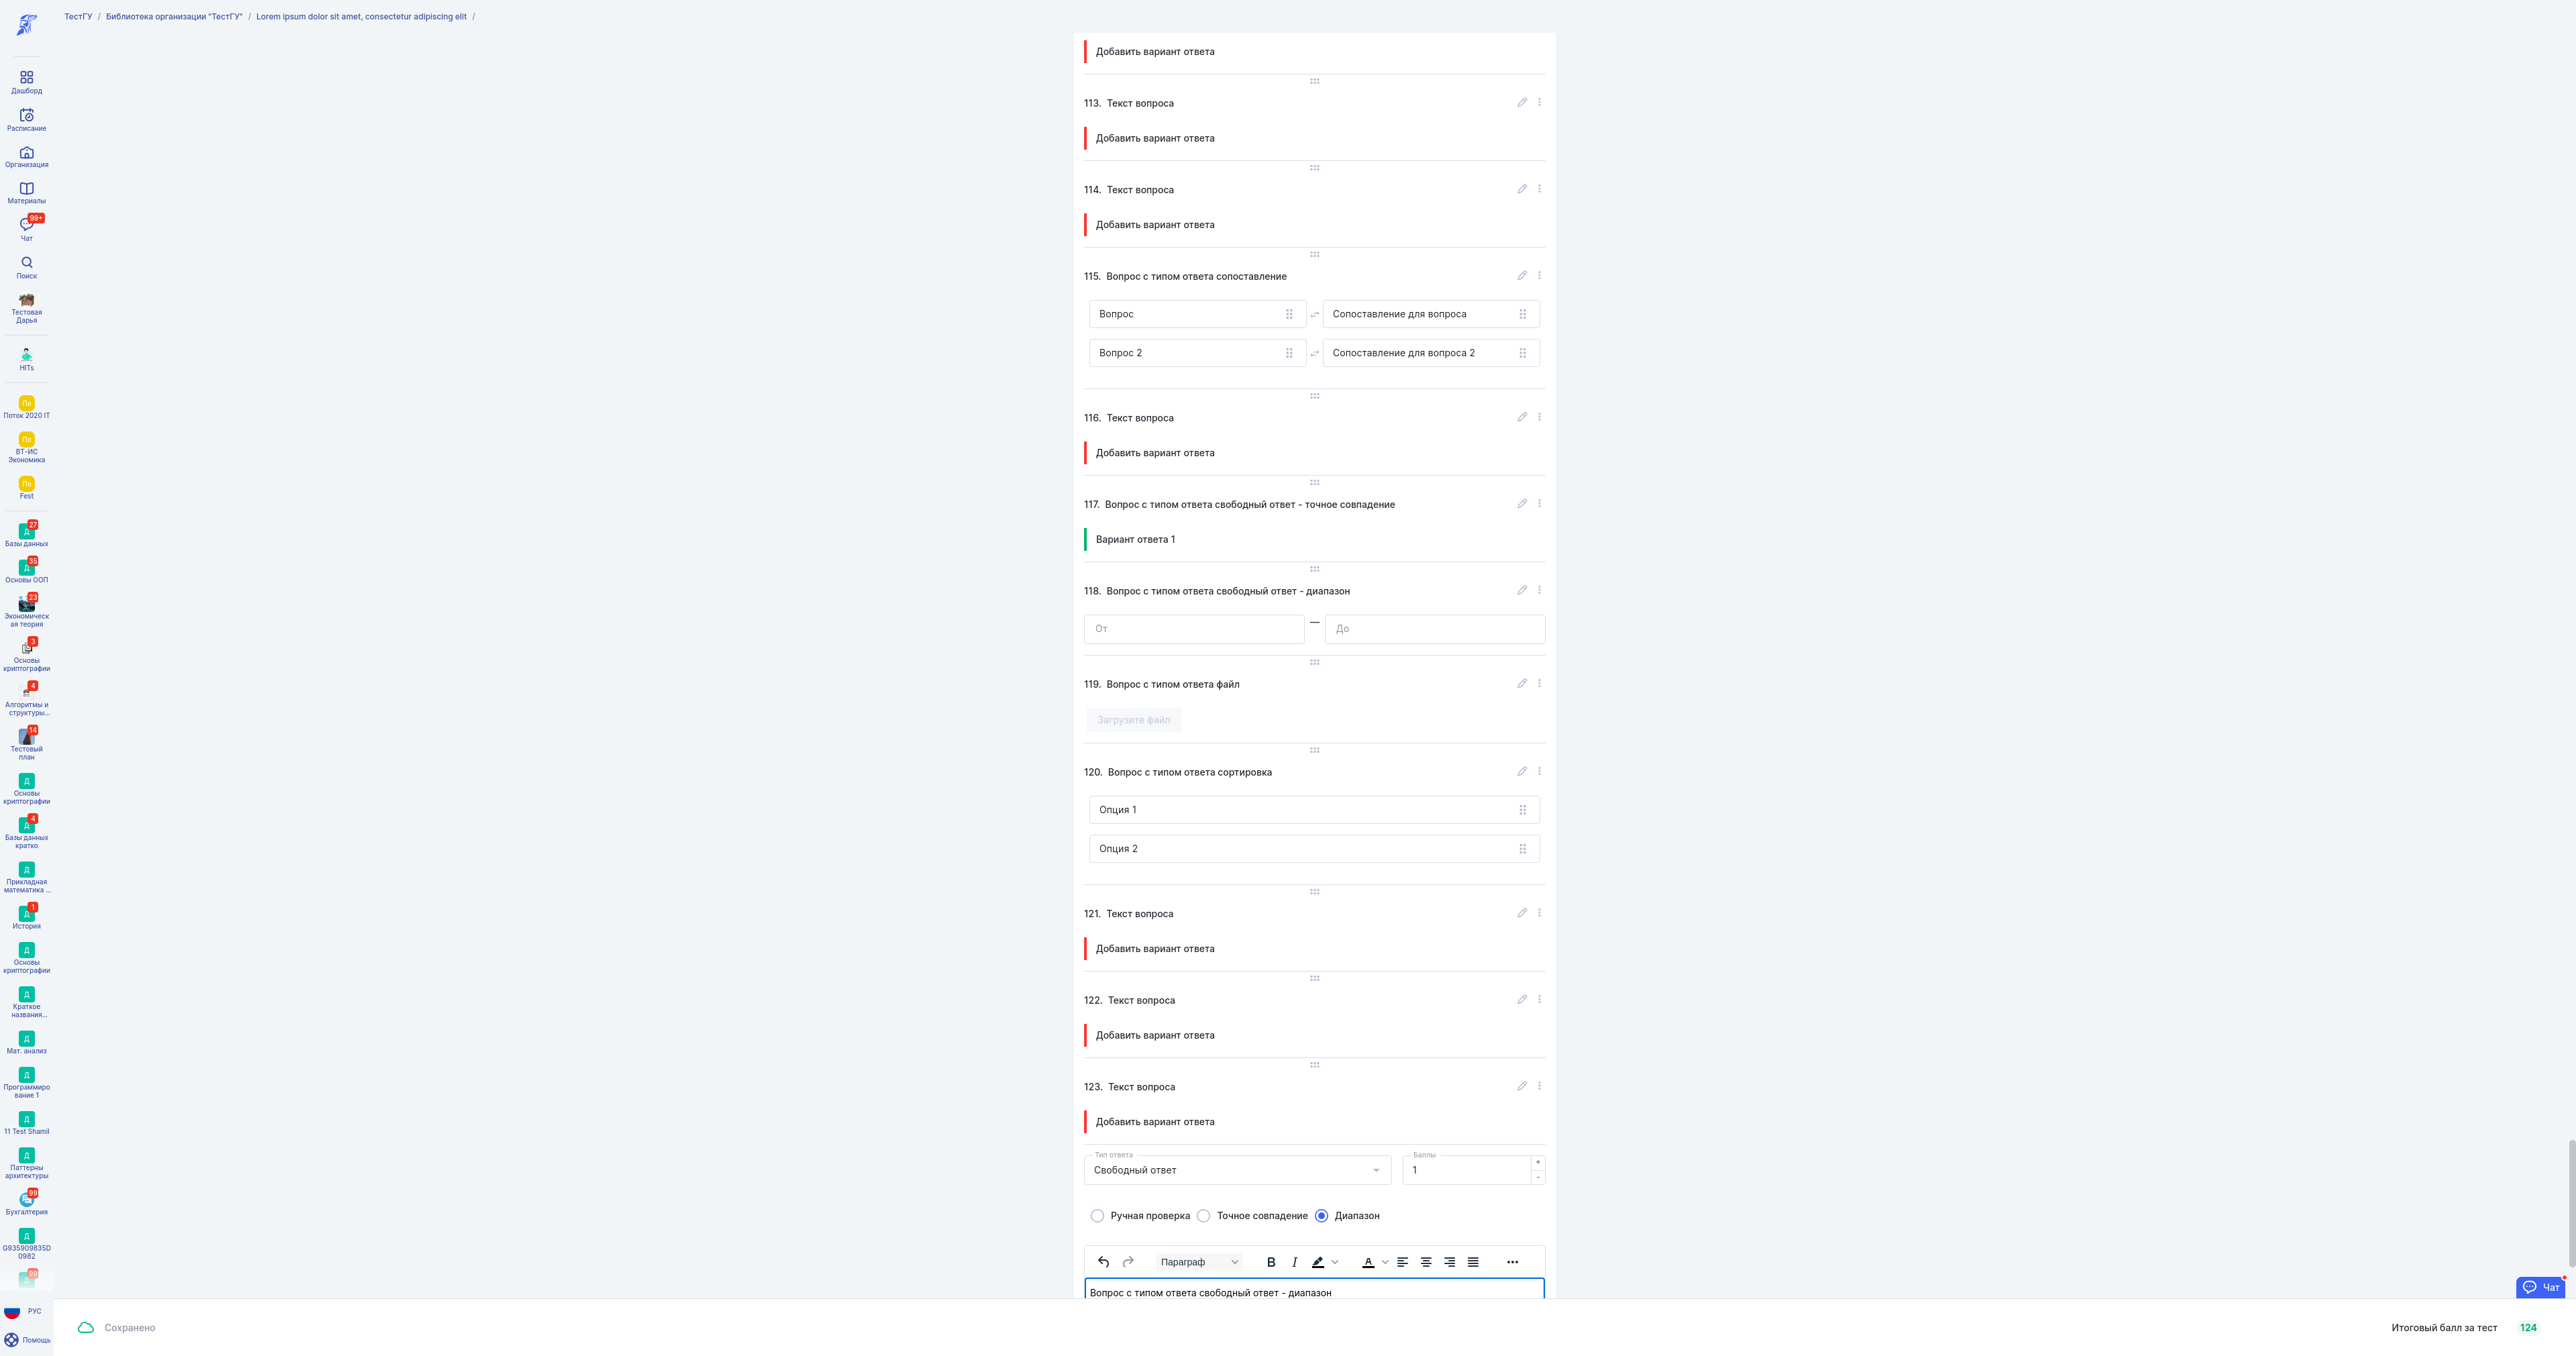 ТестГУ / Библиотека организации "ТестГУ" / Lorem ipsum dolor sit amet, consectetur adipiscing elit /
Дашборд
Расписание
Организация
Материалы
99+
Чат
Поиск
Тестовая
Дарья
HITs
По
Поток 2020 IT
По
ВТ-ИС
Экономика
По
Fest
27
Д
Базы данных
35
Д
Основы ООП
23
Экономическ
ая теория
3
Основы
криптографии
4
Алгоритмы и
структуры...
14
Тестовый
план
Д
Основы
криптографии
4
Д
Базы данных
кратко
Д
Прикладная
математика ...
1
Д
История
Д
Основы
криптографии
Д
Краткое
названия...
Д
Мат. анализ
Д
Программиро
вание 1
Д
11 Test Shamil
Д
Паттерны
архитектуры
99
Бухгалтерия
Д
G935909835D
0982
99
Д
РУС
Помощь
Добавить вариант ответа
113. Текст вопроса
Добавить вариант ответа
114. Текст вопроса
Добавить вариант ответа
115. Вопрос с типом ответа сопоставление
Вопрос
Сопоставление для вопроса
Вопрос 2
Сопоставление для вопроса 2
116. Текст вопроса
Добавить вариант ответа
117. Вопрос с типом ответа свободный ответ - точное совпадение
Вариант ответа 1
118. Вопрос с типом ответа свободный ответ - диапазон
От — До
119. Вопрос с типом ответа файл
Загрузите файл
120. Вопрос с типом ответа сортировка
Опция 1
Опция 2
121. Текст вопроса
Добавить вариант ответа
122. Текст вопроса
Добавить вариант ответа
123. Текст вопроса
Добавить вариант ответа
Тип ответа
Свободный ответ
Баллы
1
+
-
Ручная проверка Точное совпадение Диапазон
Параграф B I A
Вопрос с типом ответа свободный ответ - диапазон
Чат
Сохранено
Итоговый балл за тест 124